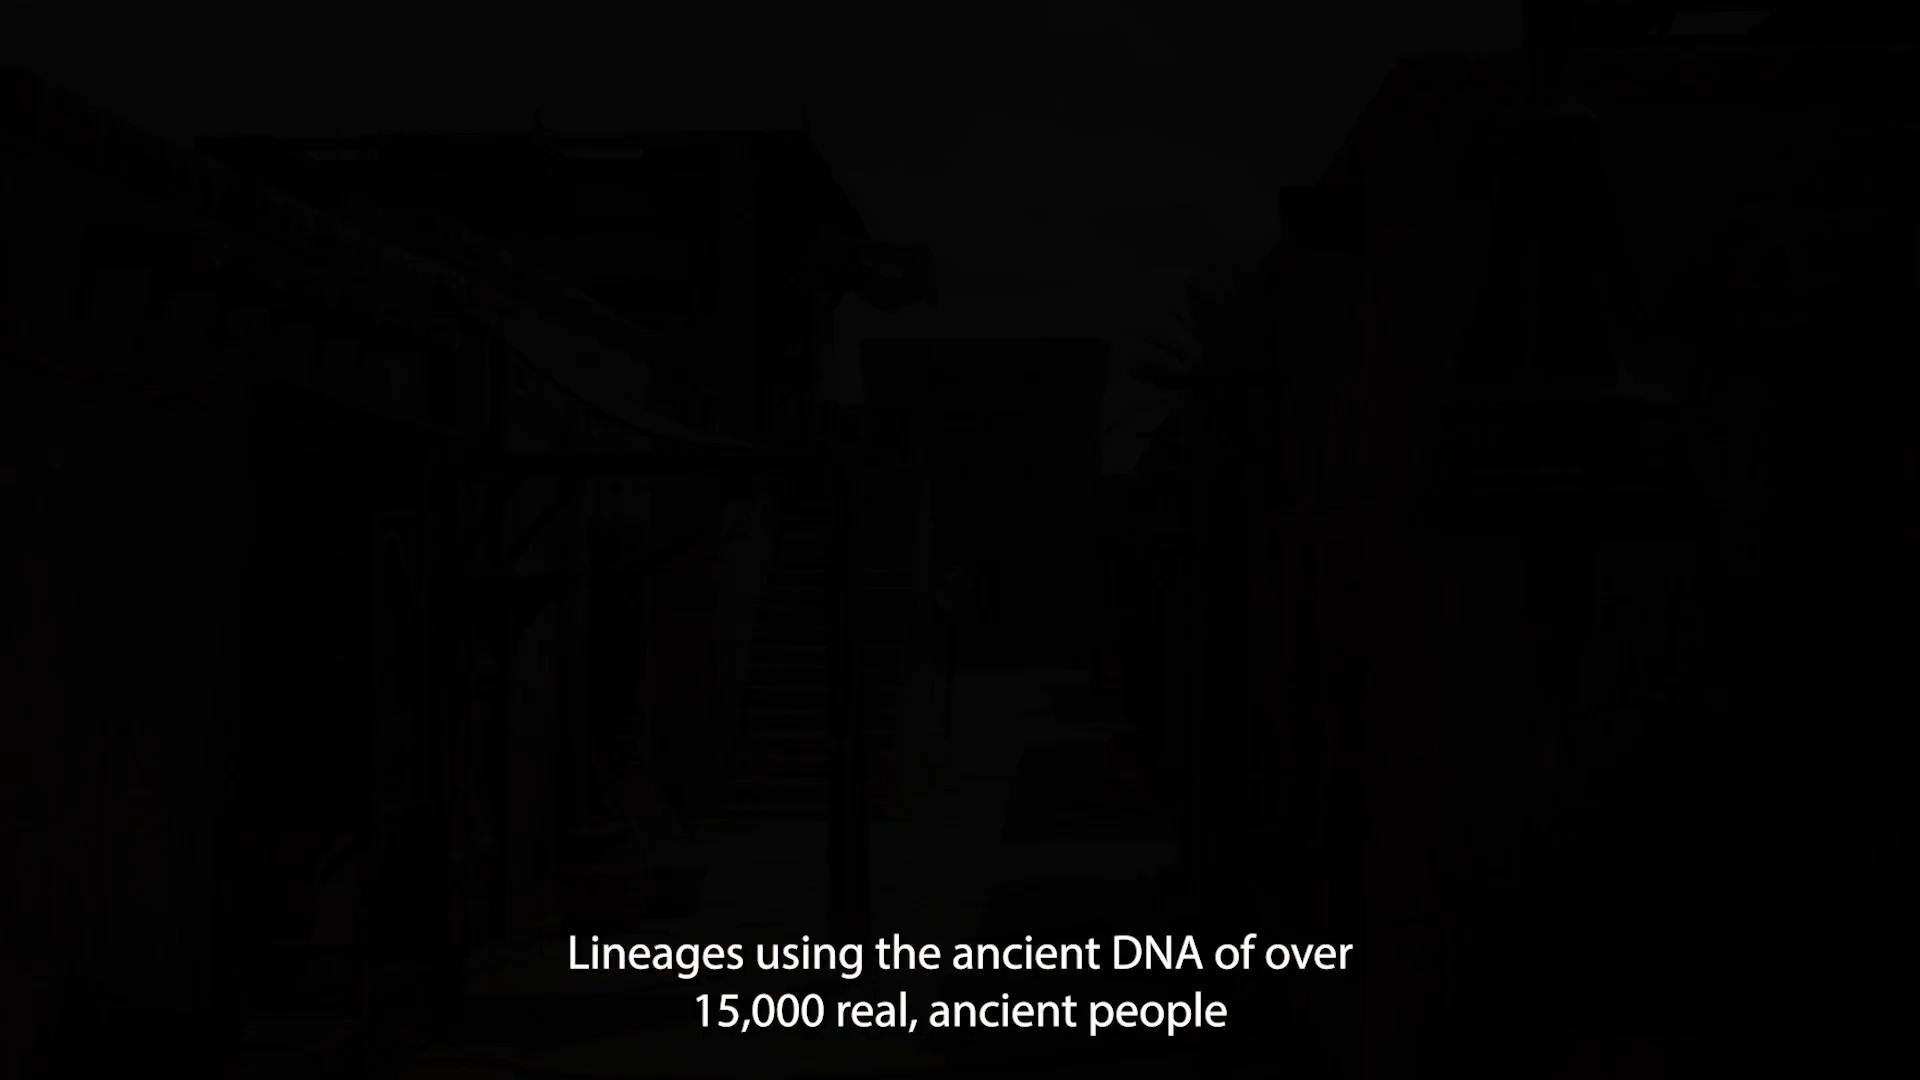 Lineages using the ancient DNA of over
15,000 real, ancient people